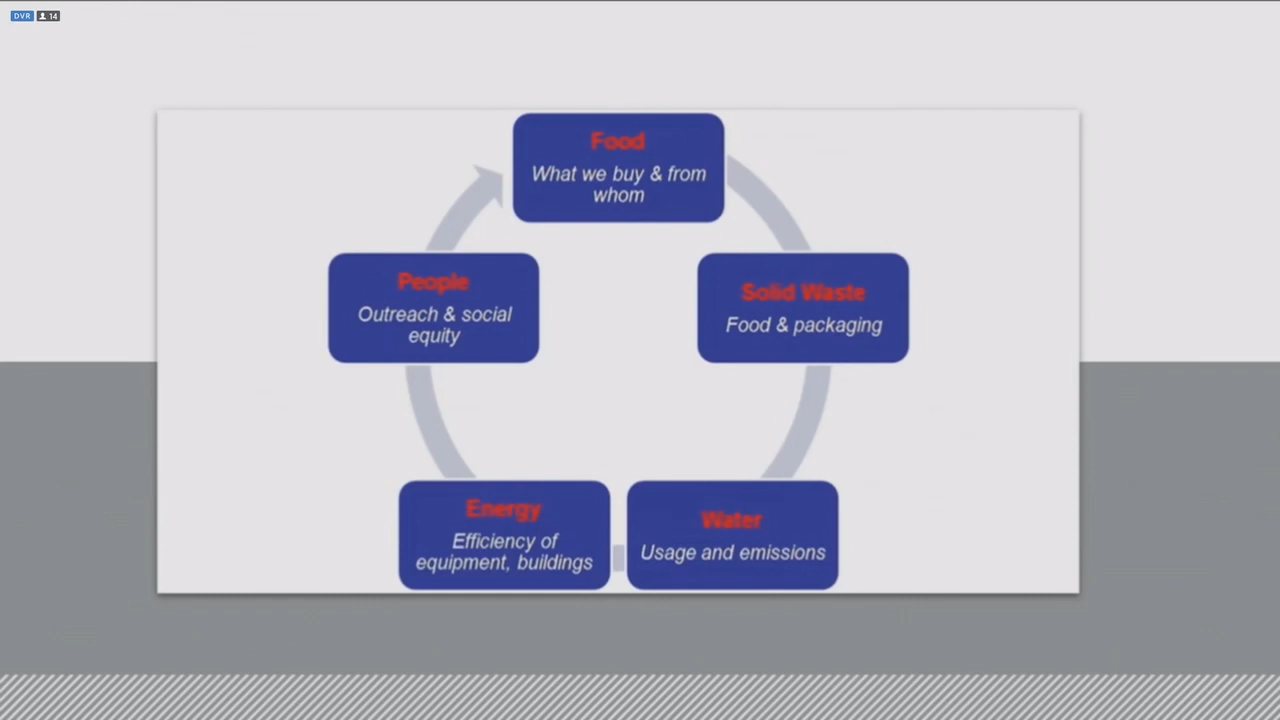 DVR 14
Food
What we buy & from
whom
People
Outreach & social
equity
Solid Waste
Food & packaging
Energy
Efficiency of
equipment, buildings
Water
Usage and emissions